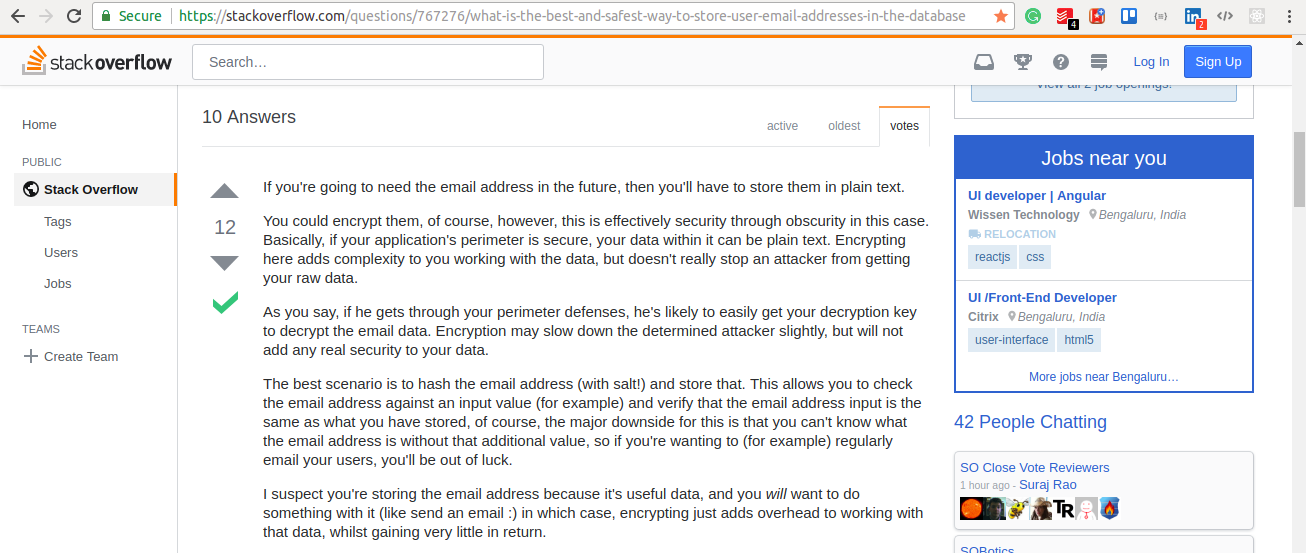 Secure
https://stackoverflow.com/questions/767276/what-is-the-best-and-safest-way-to-store-user-email-addresses-in-the-database
4
2
stackoverflow
Search…
Log In
Sign Up
Home
PUBLIC
Stack Overflow
Tags
Users
Jobs
TEAMS
Create Team
10 Answers
active
oldest
votes
12
If you're going to need the email address in the future, then you'll have to store them in plain text.
You could encrypt them, of course, however, this is effectively security through obscurity in this case.
Basically, if your application's perimeter is secure, your data within it can be plain text. Encrypting
here adds complexity to you working with the data, but doesn't really stop an attacker from getting
your raw data.
As you say, if he gets through your perimeter defenses, he's likely to easily get your decryption key
to decrypt the email data. Encryption may slow down the determined attacker slightly, but will not
add any real security to your data.
The best scenario is to hash the email address (with salt!) and store that. This allows you to check
the email address against an input value (for example) and verify that the email address input is the
same as what you have stored, of course, the major downside for this is that you can't know what
the email address is without that additional value, so if you're wanting to (for example) regularly
email your users, you'll be out of luck.
I suspect you're storing the email address because it's useful data, and you will want to do
something with it (like send an email :) in which case, encrypting just adds overhead to working with
that data, whilst gaining very little in return.
View all 2 job openings!
Jobs near you
UI developer | Angular
Wissen Technology Bengaluru, India
RELOCATION
reactjs css
UI /Front-End Developer
Citrix Bengaluru, India
user-interface html5
More jobs near Bengaluru…
42 People Chatting
SO Close Vote Reviewers
1 hour ago - Suraj Rao
TR
SOBotics